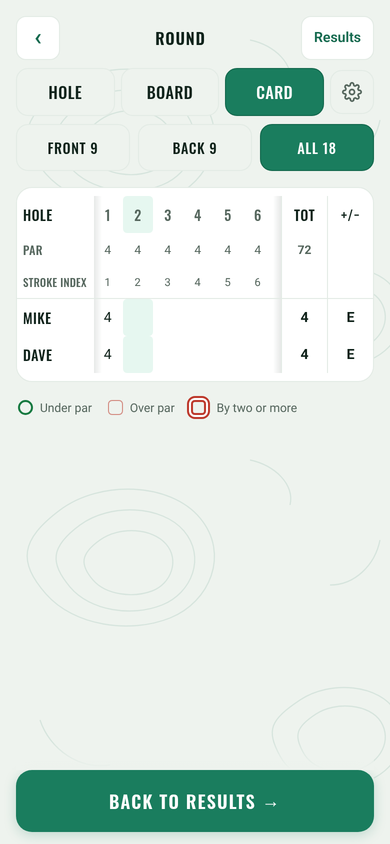 ‹ ROUND Results
HOLE BOARD CARD
FRONT 9 BACK 9 ALL 18
HOLE 1 2 3 4 5 6 TOT +/-
PAR 4 4 4 4 4 4 72
STROKE INDEX 1 2 3 4 5 6
MIKE 4 4 E
DAVE 4 4 E
Under par Over par By two or more
BACK TO RESULTS →